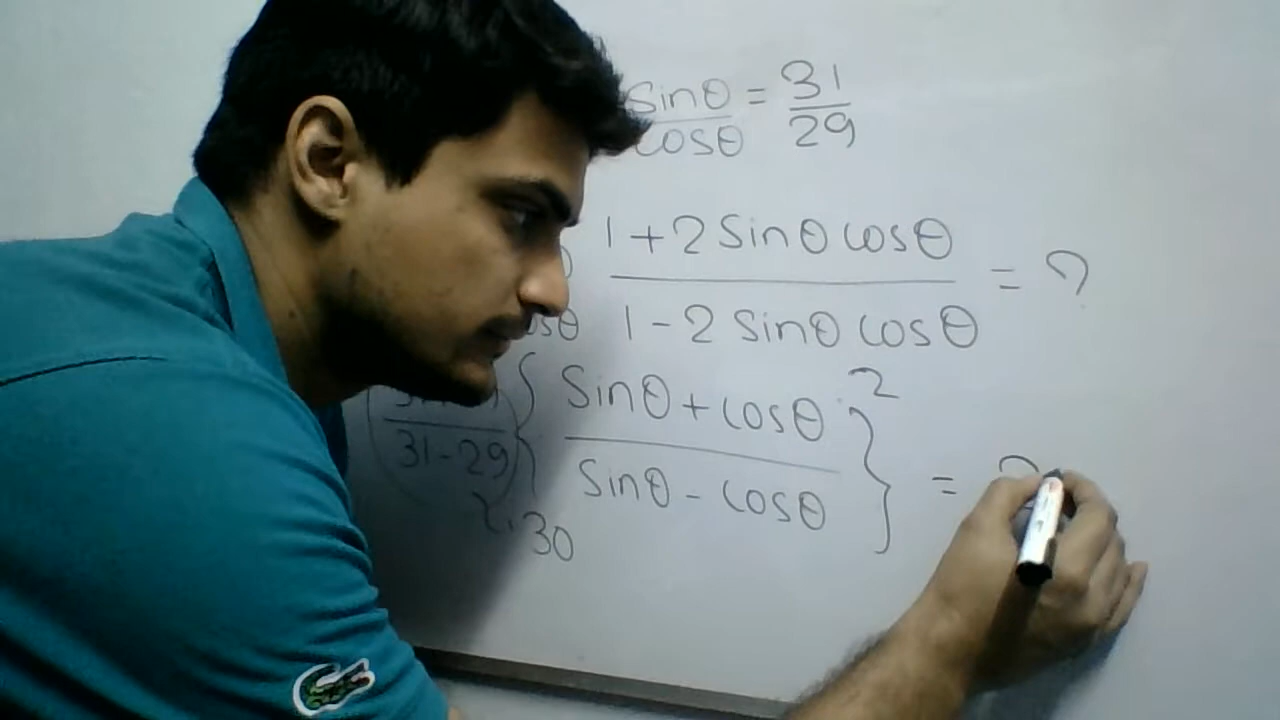 sinθ/cosθ = 31/29
1+2 sinθ cosθ / 1-2 sinθ cosθ = ?
{ sinθ+cosθ / sinθ-cosθ }² = ?
31-29
30